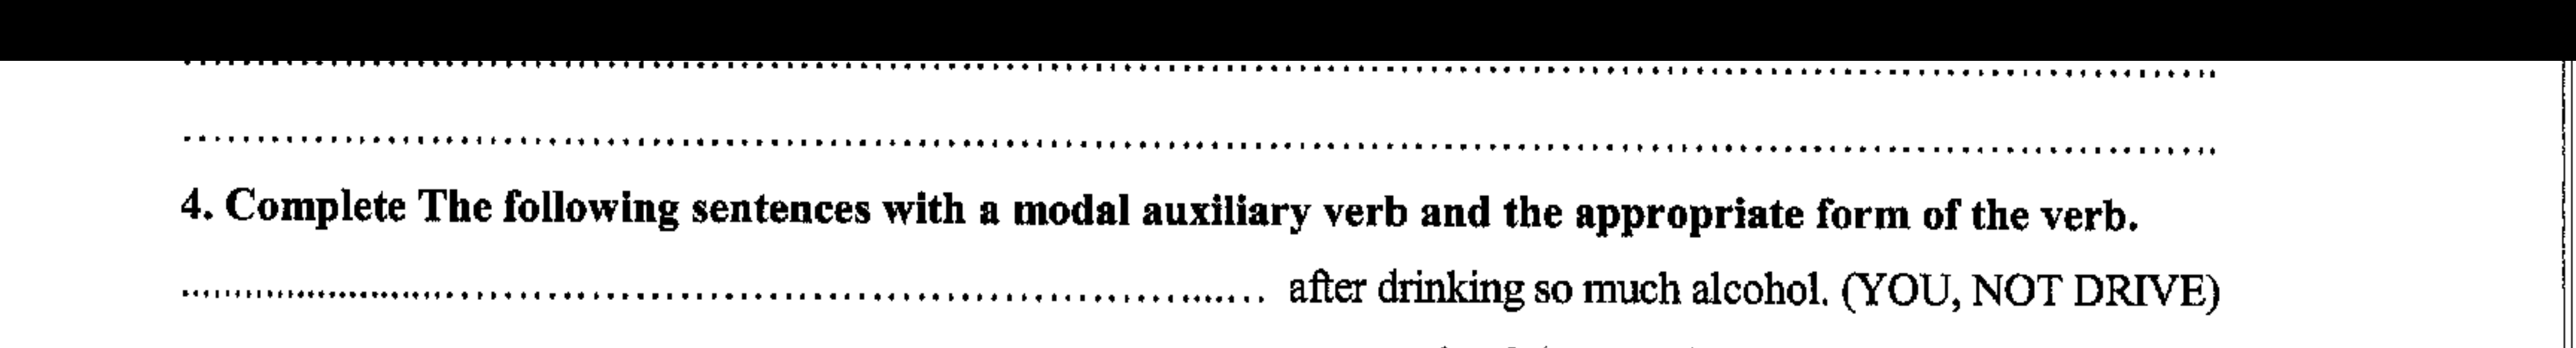 4. Complete The following sentences with a modal auxiliary verb and the appropriate form of the verb.
........................................................................ after drinking so much alcohol. (YOU, NOT DRIVE)